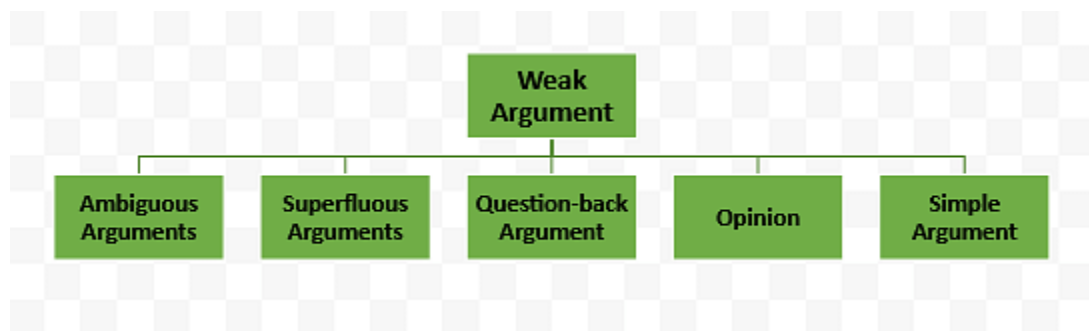 Weak
Argument
Ambiguous
Arguments
Superfluous
Arguments
Question-back
Argument
Opinion
Simple
Argument